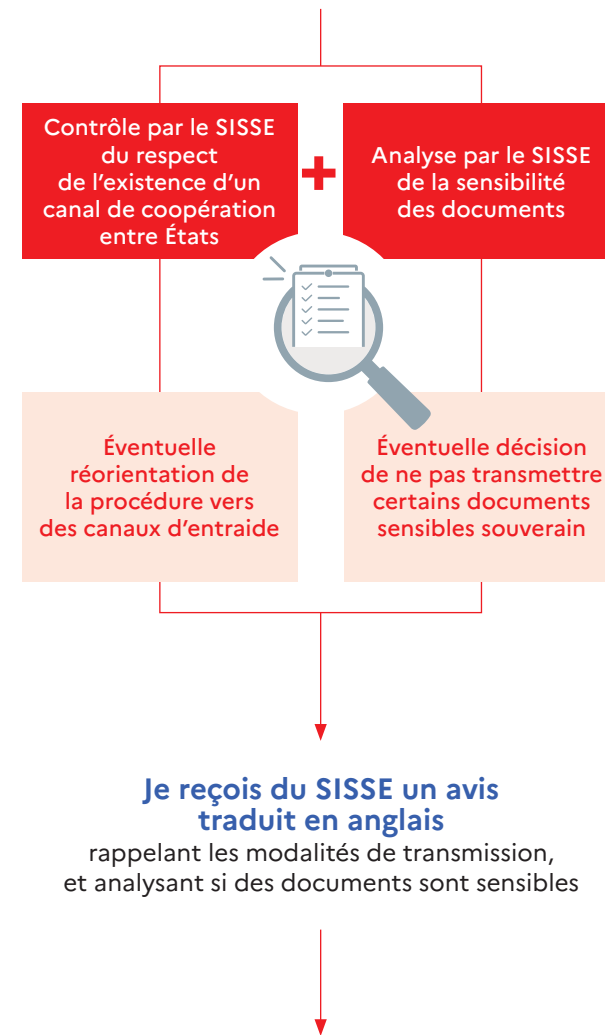 Contrôle par le SISSE
du respect
de l’existence d’un
canal de coopération
entre États
+
Analyse par le SISSE
de la sensibilité
des documents
Éventuelle
réorientation de
la procédure vers
des canaux d’entraide
Éventuelle décision
de ne pas transmettre
certains documents
sensibles souverain
Je reçois du SISSE un avis
traduit en anglais
rappelant les modalités de transmission,
et analysant si des documents sont sensibles